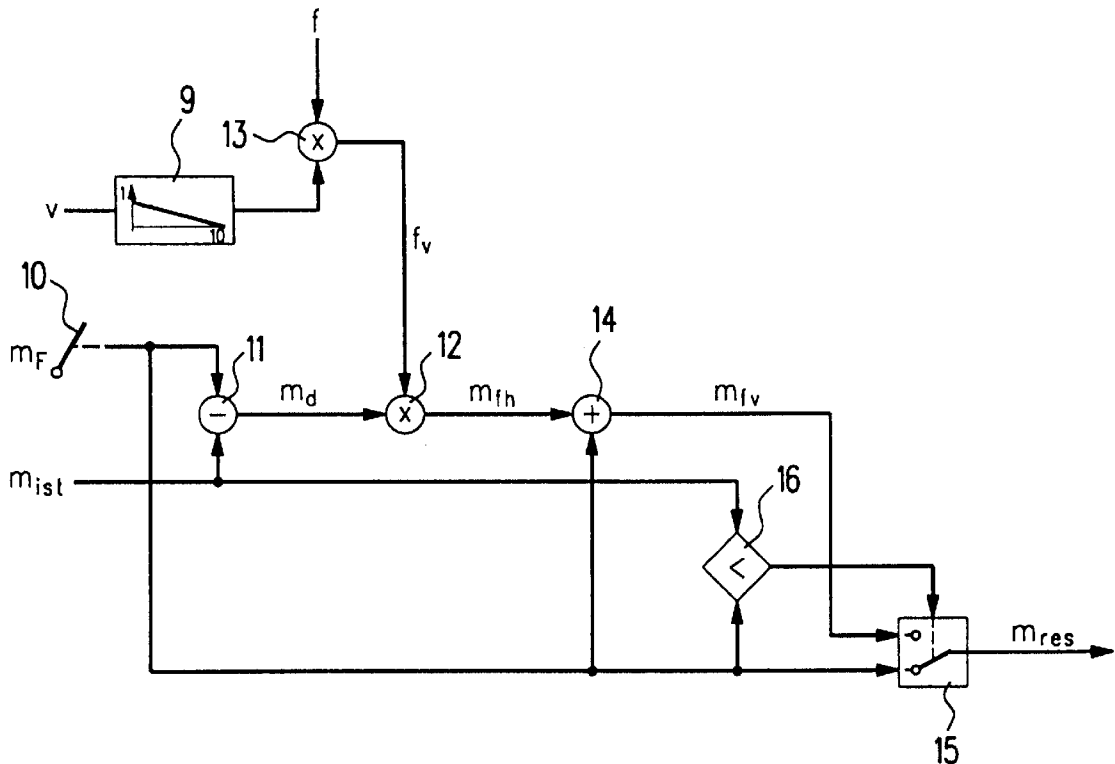 f
9
13
X
1
v
10
f_v
10
m_F
11
12
14
−
m_d
X
m_fh
+
m_fv
m_ist
16
<
m_res
15